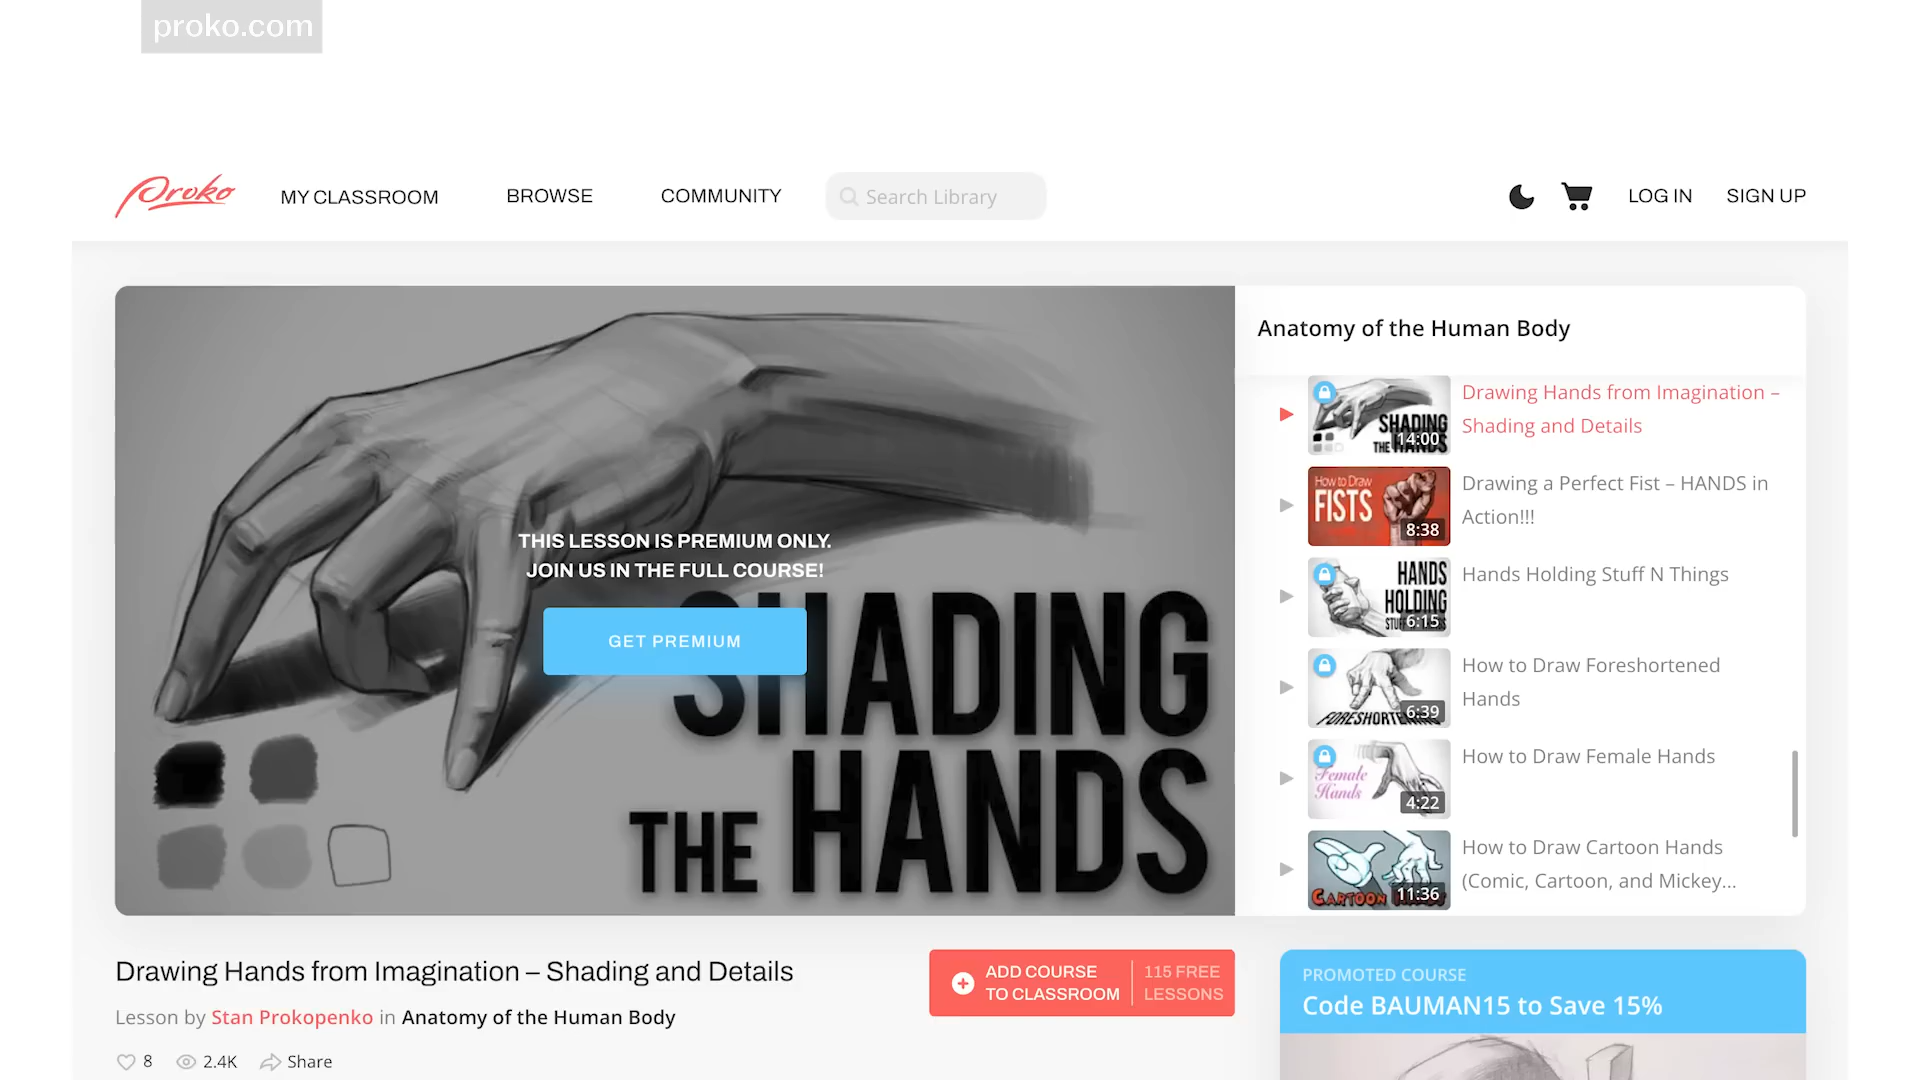 proko.com
Proko
MY CLASSROOM
BROWSE
COMMUNITY
Search Library
LOG IN
SIGN UP
THIS LESSON IS PREMIUM ONLY.
JOIN US IN THE FULL COURSE!
GET PREMIUM
SHADING
THE HANDS
Anatomy of the Human Body
SHADING
THE HANDS
14:00
Drawing Hands from Imagination –
Shading and Details
How to Draw
FISTS
8:38
Drawing a Perfect Fist – HANDS in
Action!!!
HANDS
HOLDING
6:15
Hands Holding Stuff N Things
FORESHORTENING
6:39
How to Draw Foreshortened
Hands
Female
Hands
4:22
How to Draw Female Hands
CARTOON
11:36
How to Draw Cartoon Hands
(Comic, Cartoon, and Mickey...
Drawing Hands from Imagination – Shading and Details
Lesson by Stan Prokopenko in Anatomy of the Human Body
8
2.4K
Share
ADD COURSE
TO CLASSROOM
115 FREE
LESSONS
PROMOTED COURSE
Code BAUMAN15 to Save 15%